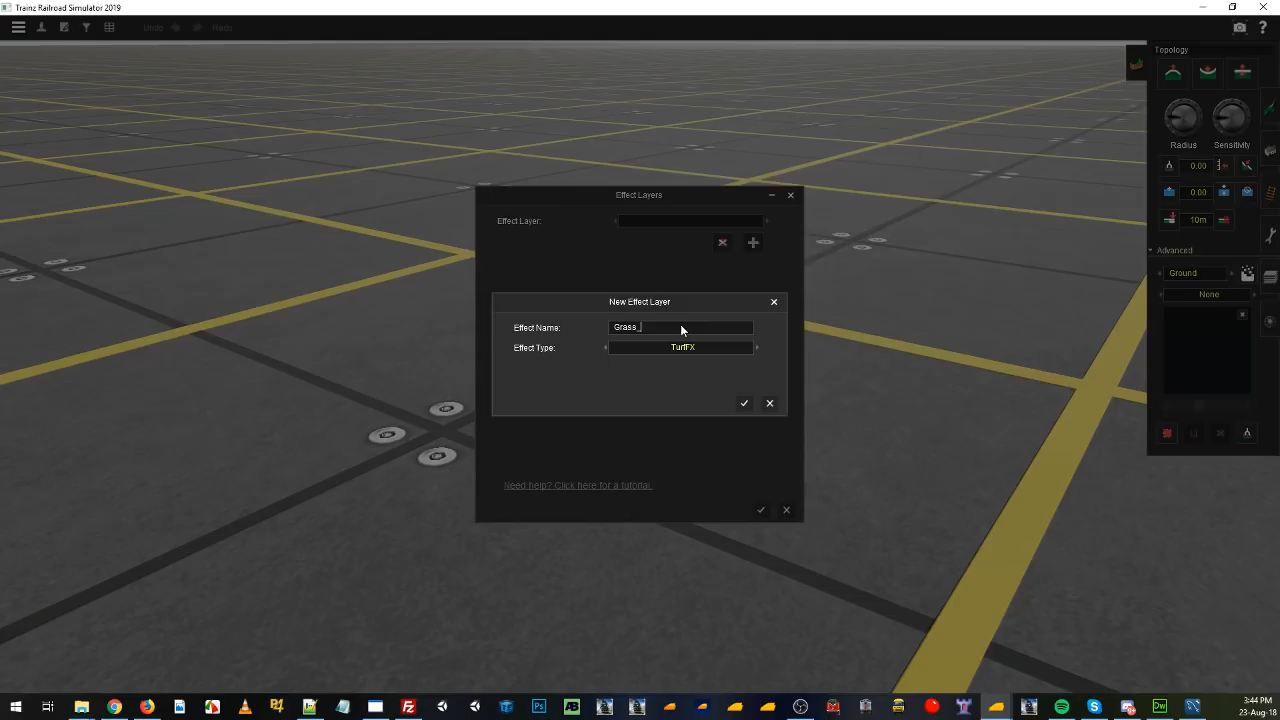 Trainz Railroad Simulator 2019
Undo
Redo
Topology
Radius
Sensitivity
0.00
0.00
10m
Advanced
Ground
None
Effect Layers
Effect Layer:
New Effect Layer
Effect Name:
Grass
Effect Type:
TurfFX
Need help? Click here for a tutorial.
3:44 PM
23-Aug-18